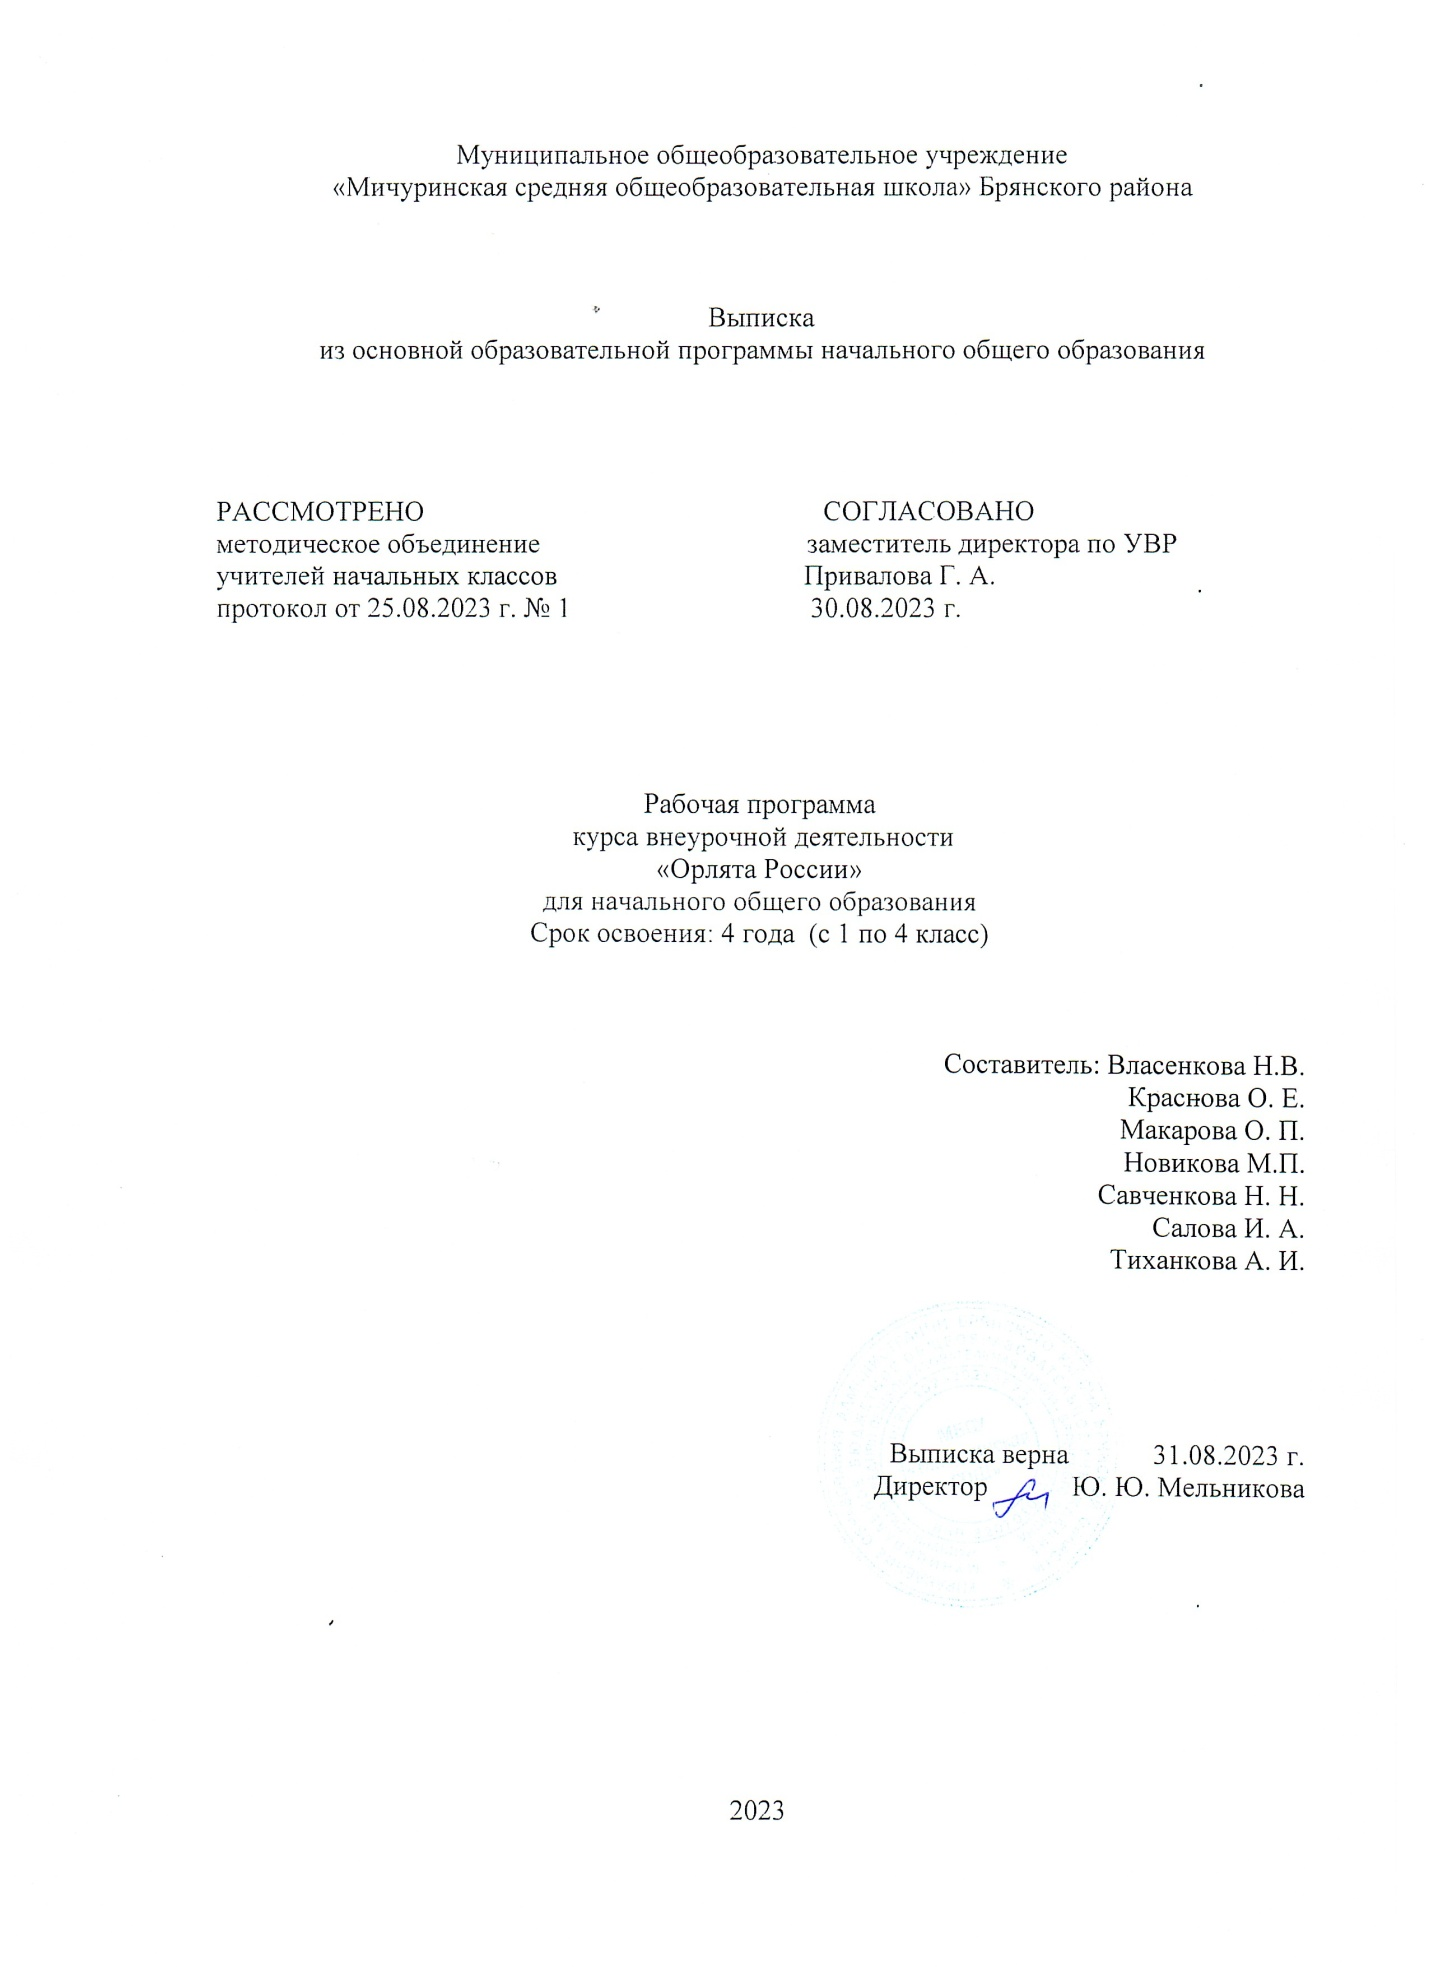 Муниципальное общеобразовательное учреждение
«Мичуринская средняя общеобразовательная школа» Брянского района
Выписка
из основной образовательной программы начального общего образования
РАССМОТРЕНО
методическое объединение
учителей начальных классов
протокол от 25.08.2023 г. № 1
СОГЛАСОВАНО
заместитель директора по УВР
Привалова Г. А.
30.08.2023 г.
Рабочая программа
курса внеурочной деятельности
«Орлята России»
для начального общего образования
Срок освоения: 4 года (с 1 по 4 класс)
Составитель: Власенкова Н.В.
Краснова О. Е.
Макарова О. П.
Новикова М.П.
Савченкова Н. Н.
Салова И. А.
Тиханкова А. И.
Выписка верна 31.08.2023 г.
Директор Ю. Ю. Мельникова
2023